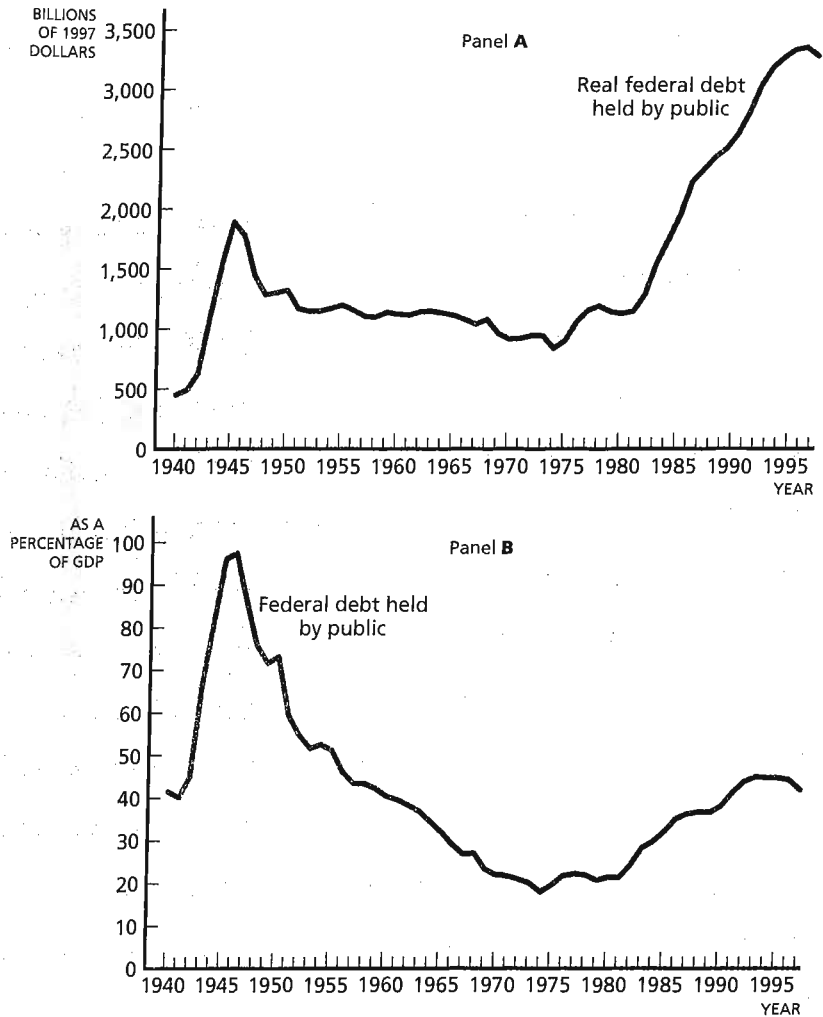 BILLIONS
OF 1997
DOLLARS
Panel A
3,500
3,000
2,500
2,000
1,500
1,000
500
0
Real federal debt
held by public
1940 1945 1950 1955 1960 1965 1970 1975 1980 1985 1990 1995
YEAR
AS A
PERCENTAGE
OF GDP
Panel B
100
90
80
70
60
50
40
30
20
10
0
Federal debt held
by public
1940 1945 1950 1955 1960 1965 1970 1975 1980 1985 1990 1995
YEAR